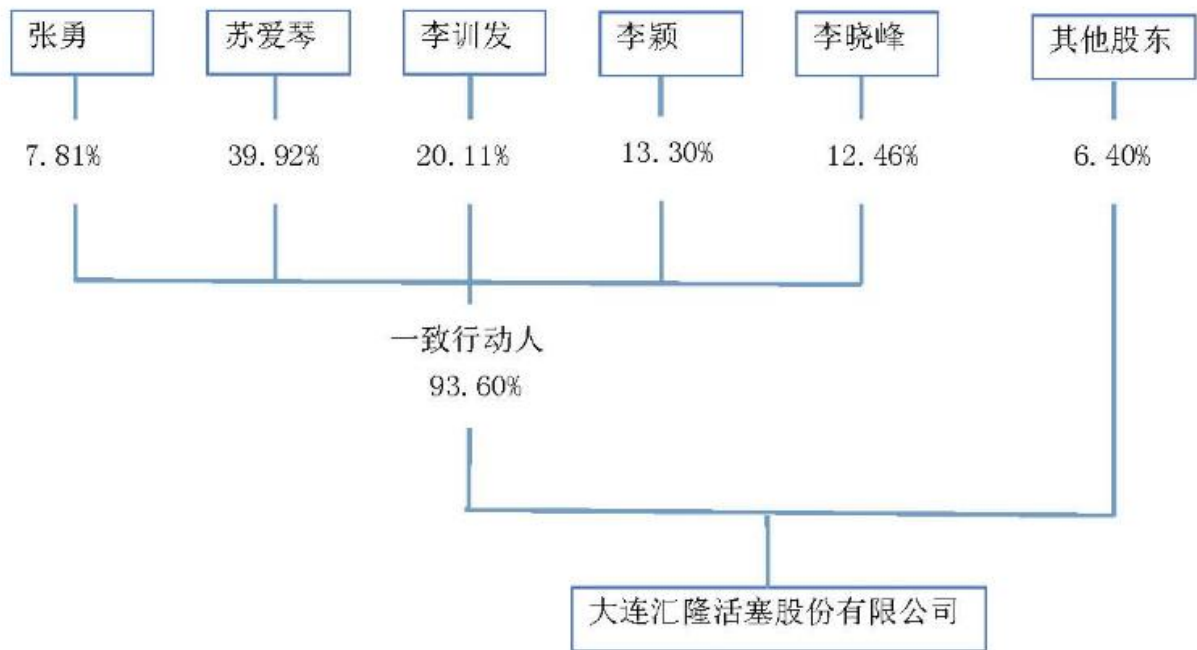 张勇
苏爱琴
李训发
李颖
李晓峰
其他股东
7.81%
39.92%
20.11%
13.30%
12.46%
6.40%
一致行动人
93.60%
大连汇隆活塞股份有限公司